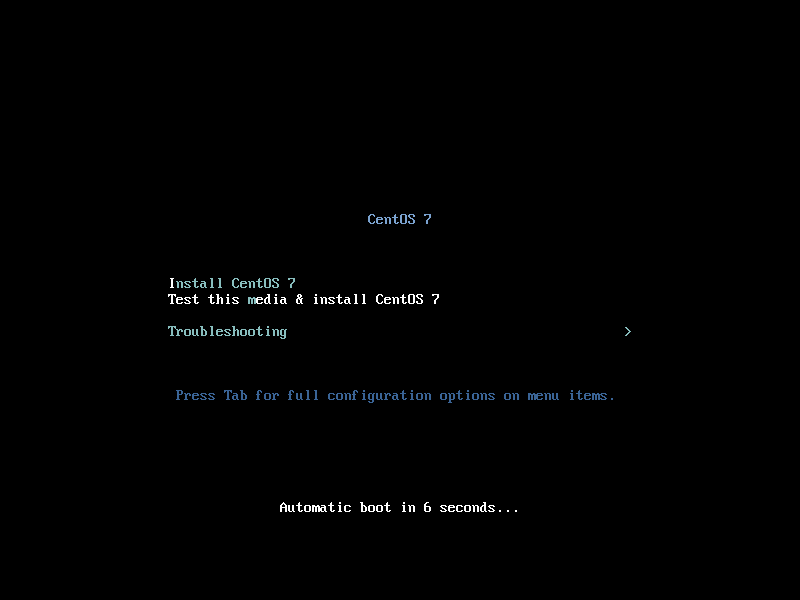 CentOS 7
Install CentOS 7
Test this media & install CentOS 7
Troubleshooting >
Press Tab for full configuration options on menu items.
Automatic boot in 6 seconds...